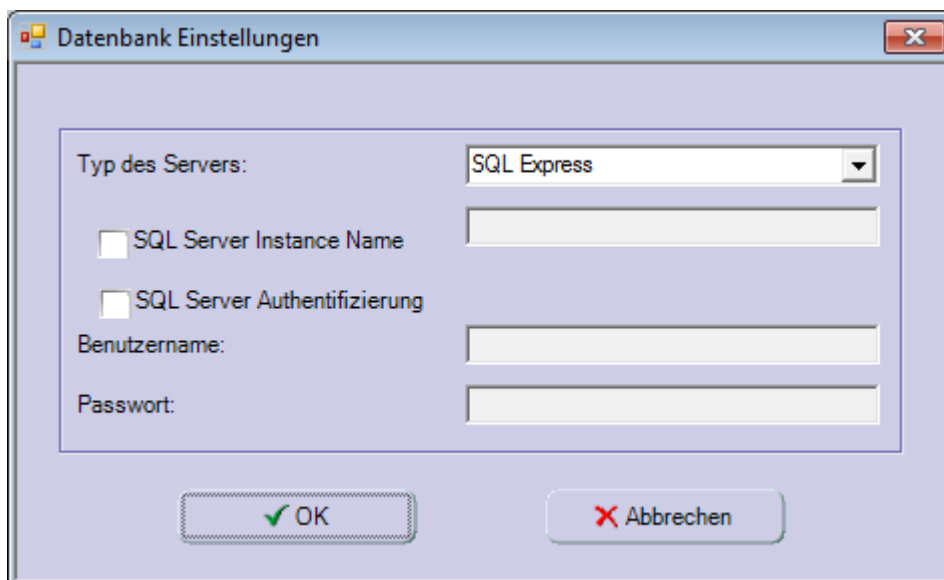 Datenbank Einstellungen
Typ des Servers: SQL Express
SQL Server Instance Name
SQL Server Authentifizierung
Benutzername:
Passwort:
OK Abbrechen